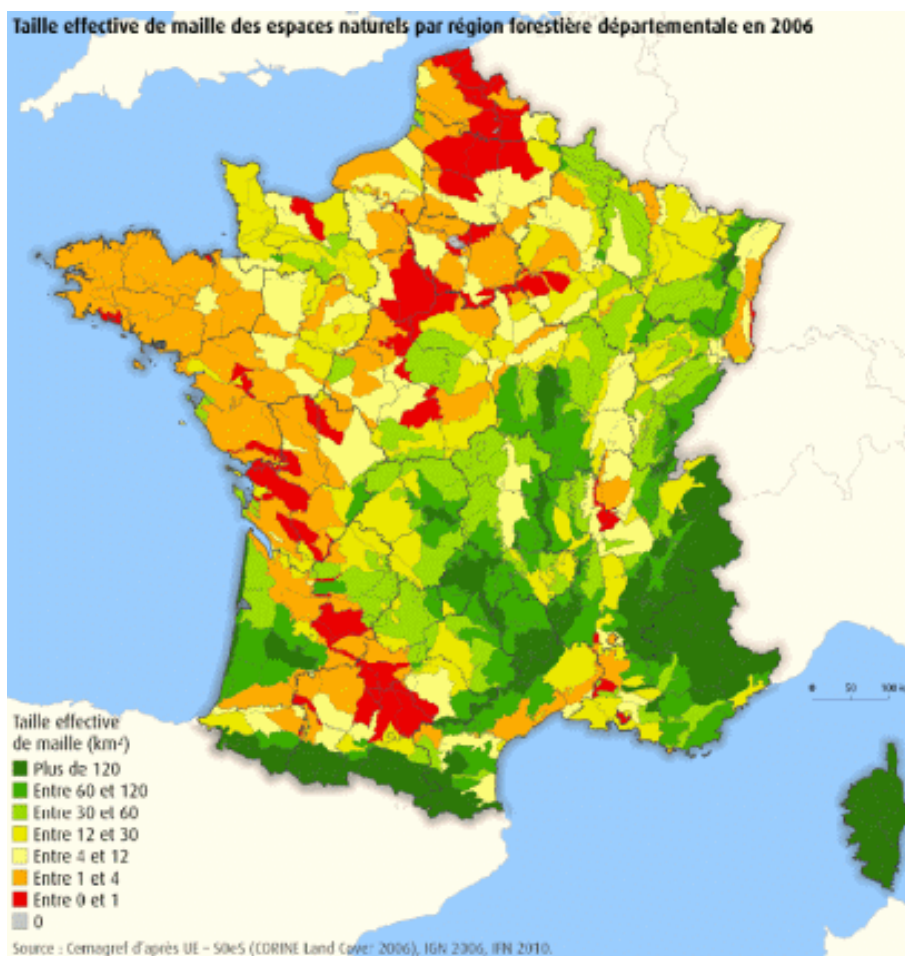 Taille effective de maille des espaces naturels par région forestière départementale en 2006
0 50 100 k
Taille effective
de maille (km²)
Plus de 120
Entre 60 et 120
Entre 30 et 60
Entre 12 et 30
Entre 4 et 12
Entre 1 et 4
Entre 0 et 1
0
Source : Cemagref d'après UE – SOeS (CORINE Land Cover 2006), IGN 2006, IFN 2010.